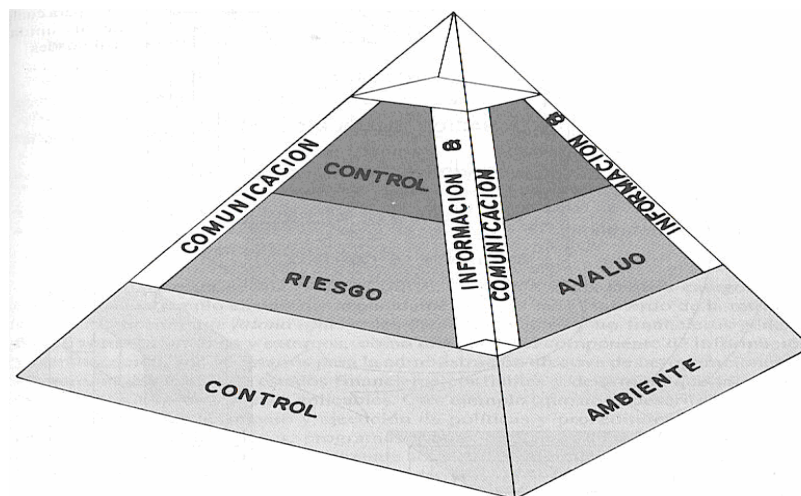 COMUNICACION
CONTROL
INFORMACION &
COMUNICACION
INFORMACION &
RIESGO
AVALUO
CONTROL
AMBIENTE